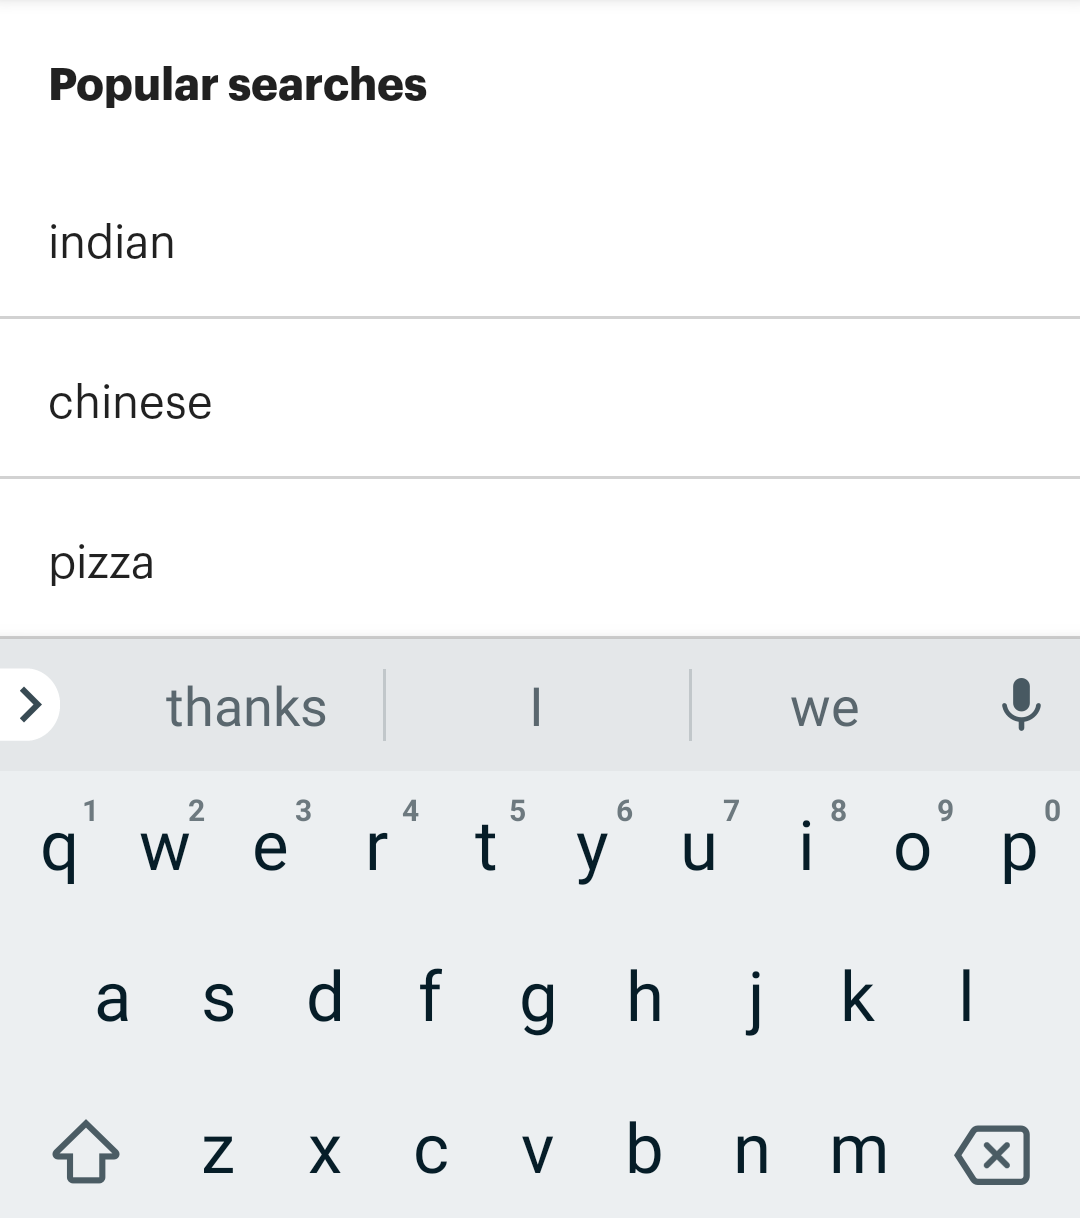 Popular searches
indian
chinese
pizza
thanks I we
1 2 3 4 5 6 7 8 9 0
q w e r t y u i o p
a s d f g h j k l
z x c v b n m